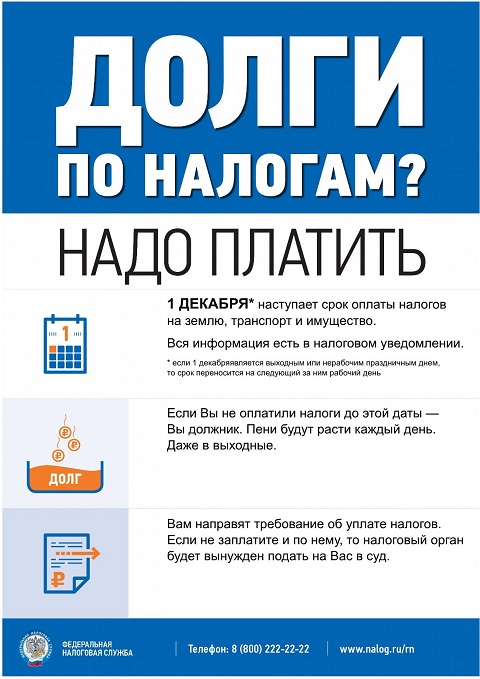 ДОЛГИ
ПО НАЛОГАМ?
НАДО ПЛАТИТЬ
1
1 ДЕКАБРЯ* наступает срок оплаты налогов
на землю, транспорт и имущество.
Вся информация есть в налоговом уведомлении.
* если 1 декабряявляется выходным или нерабочим праздничным днем,
то срок переносится на следующий за ним рабочий день
ДОЛГ
Если Вы не оплатили налоги до этой даты —
Вы должник. Пени будут расти каждый день.
Даже в выходные.
Вам направят требование об уплате налогов.
Если не заплатите и по нему, то налоговый орган
будет вынужден подать на Вас в суд.
ФЕДЕРАЛЬНАЯ
НАЛОГОВАЯ СЛУЖБА
Телефон: 8 (800) 222-22-22
www.nalog.ru/rn